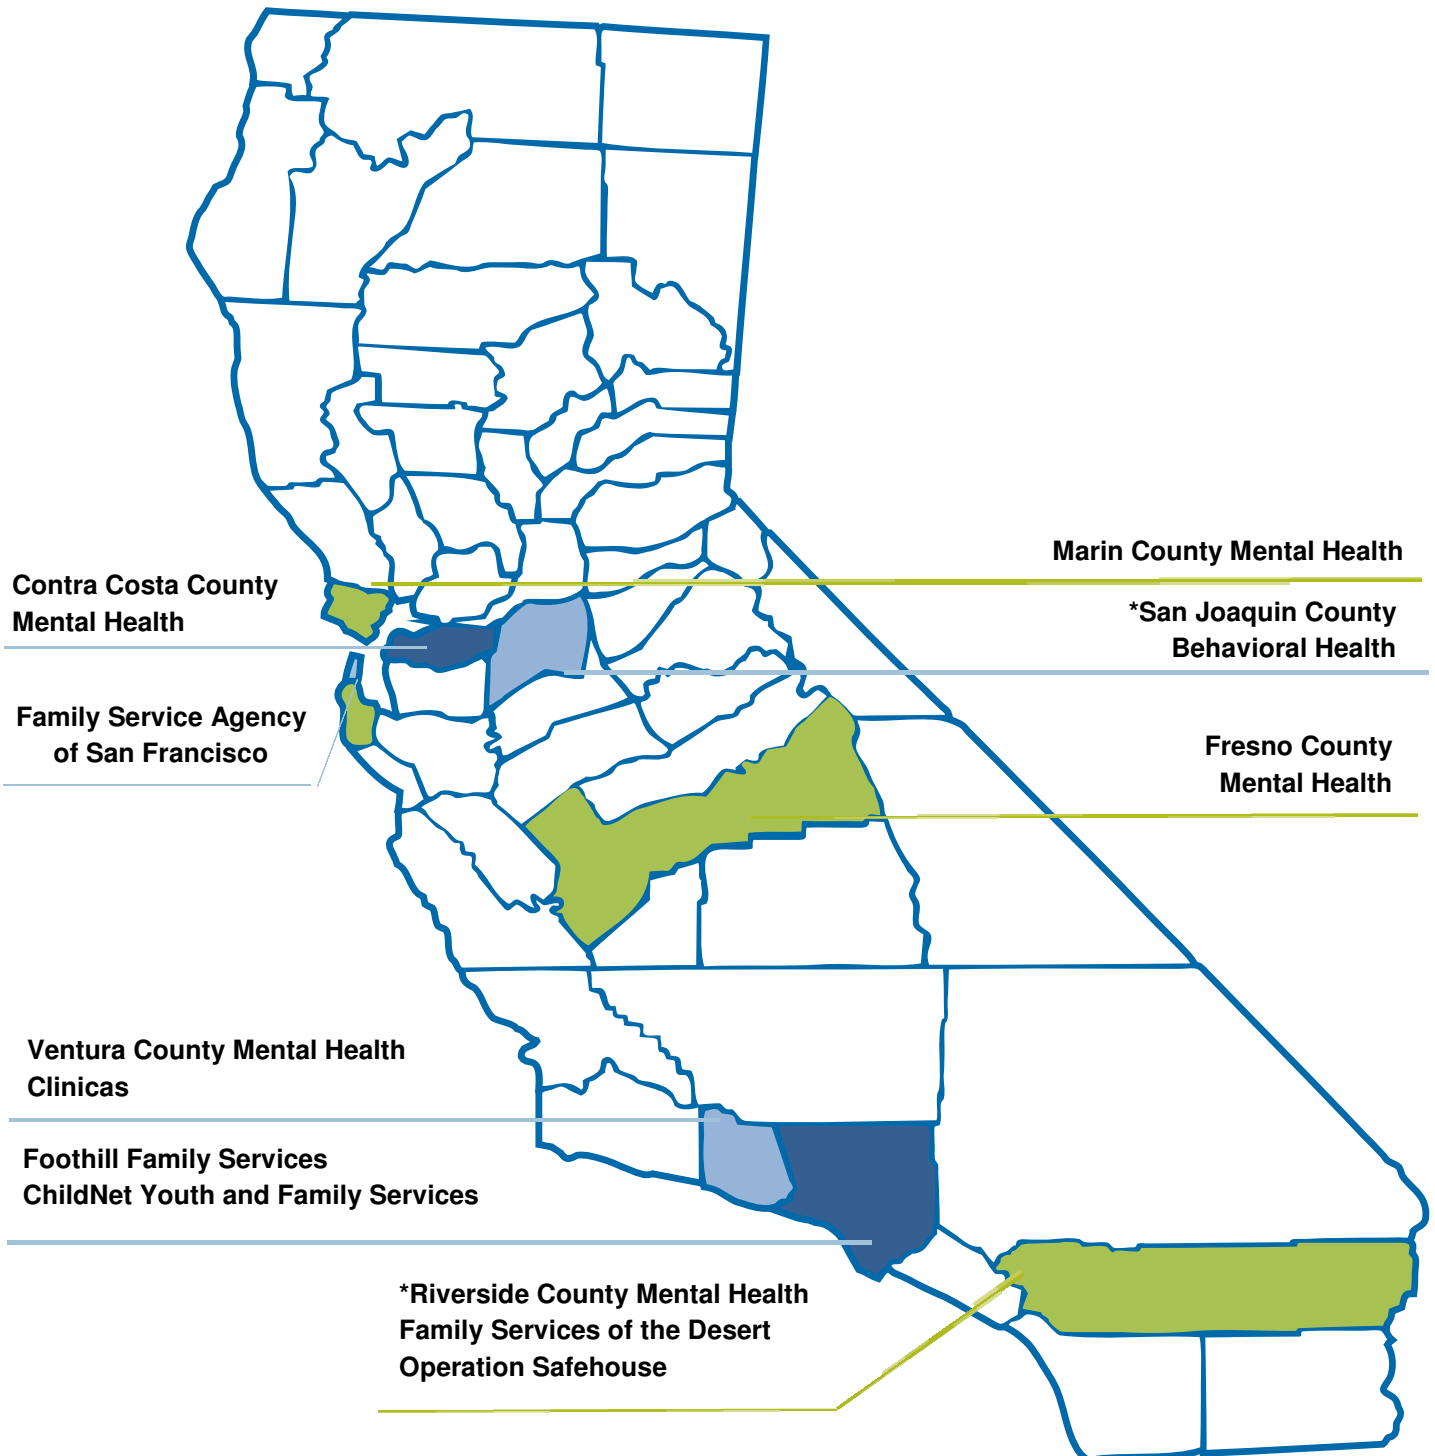 Marin County Mental Health
Contra Costa County
Mental Health
*San Joaquin County
Behavioral Health
Family Service Agency
of San Francisco
Fresno County
Mental Health
Ventura County Mental Health
Clinicas
Foothill Family Services
ChildNet Youth and Family Services
*Riverside County Mental Health
Family Services of the Desert
Operation Safehouse